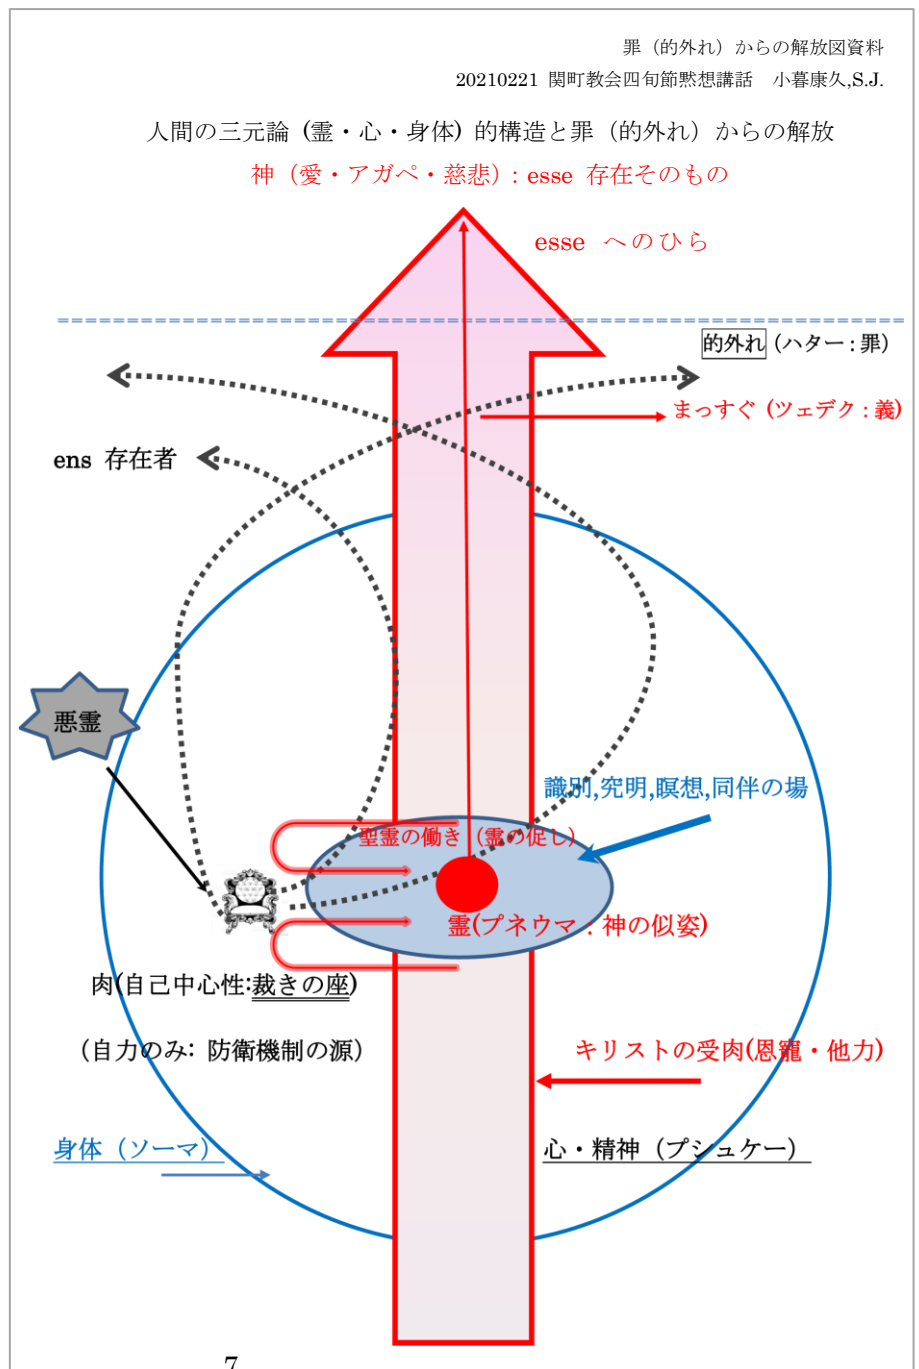 罪（的外れ）からの解放図資料
20210221 関町教会四旬節黙想講話　小暮康久,S.J.
人間の三元論 (霊・心・身体) 的構造と罪（的外れ）からの解放
神（愛・アガペ・慈悲）: esse 存在そのもの
esse へのひら
的外れ (ハター : 罪）
まっすぐ (ツェデク : 義)
ens 存在者
悪霊
識別,究明,瞑想,同伴の場
聖霊の働き（霊の促し）
霊(プネウマ : 神の似姿)
肉(自己中心性:裁きの座)
（自力のみ: 防衛機制の源）
キリストの受肉(恩寵・他力)
身体（ソーマ）
心・精神（プシュケー）
7